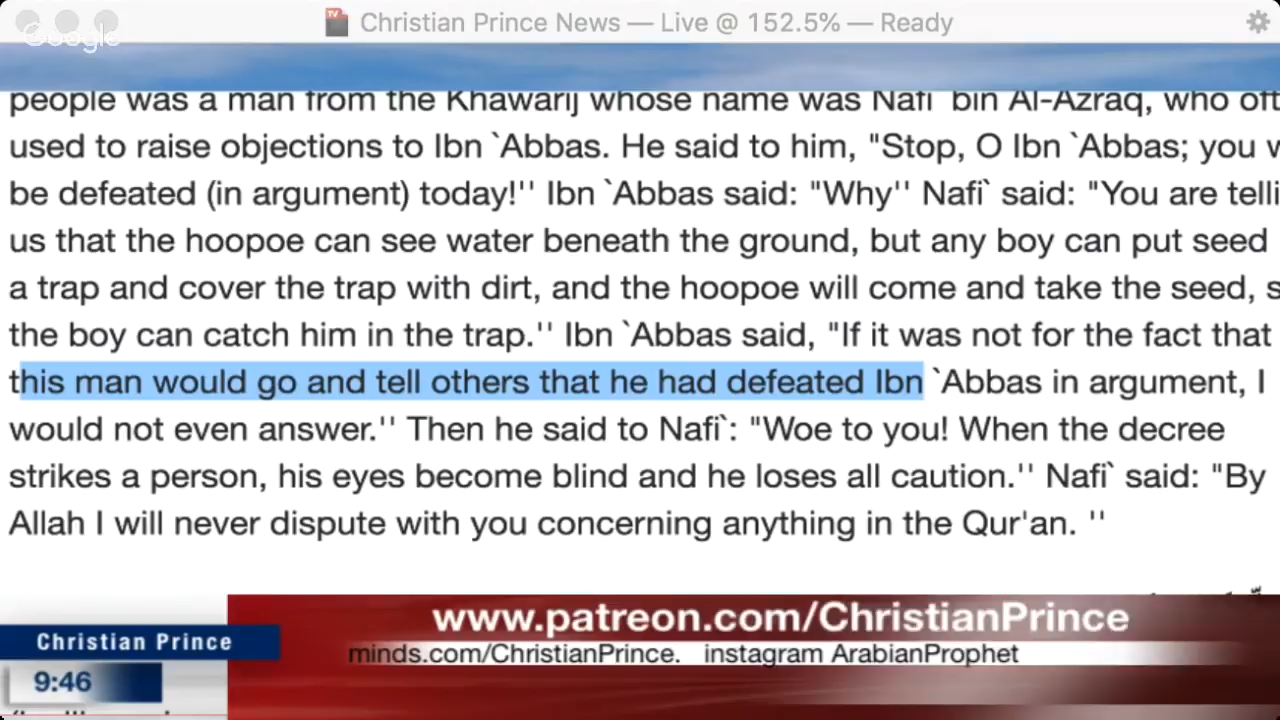 Christian Prince News — Live @ 152.5% — Ready
Google
people was a man from the Khawarij whose name was Nafi` bin Al-Azraq, who oft
used to raise objections to Ibn `Abbas. He said to him, "Stop, O Ibn `Abbas; you w
be defeated (in argument) today!'' Ibn `Abbas said: "Why'' Nafi` said: "You are telli
us that the hoopoe can see water beneath the ground, but any boy can put seed
a trap and cover the trap with dirt, and the hoopoe will come and take the seed, s
the boy can catch him in the trap.'' Ibn `Abbas said, "If it was not for the fact that
this man would go and tell others that he had defeated Ibn `Abbas in argument, I
would not even answer.'' Then he said to Nafi`: "Woe to you! When the decree
strikes a person, his eyes become blind and he loses all caution.'' Nafi` said: "By
Allah I will never dispute with you concerning anything in the Qur'an. ''
www.patreon.com/ChristianPrince
Christian Prince
minds.com/ChristianPrince. instagram ArabianProphet
9:46